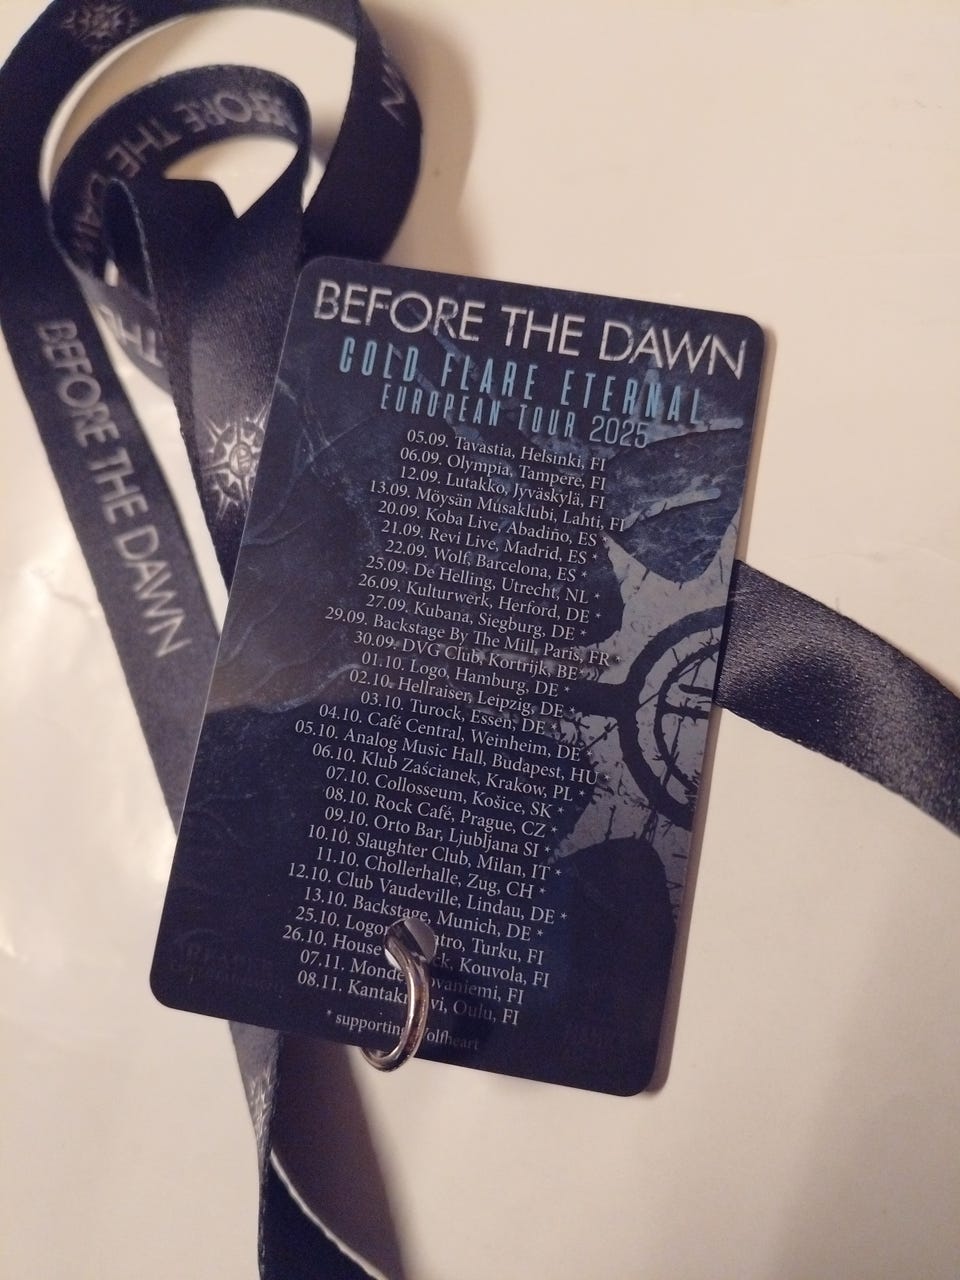 BEFORE THE DAWN
BEFORE THE
BEFORE THE DAWN
COLD FLARE ETERNAL
EUROPEAN TOUR 2025
05.09. Tavastia, Helsinki, FI
06.09. Olympia, Tampere, FI
12.09. Lutakko, Jyväskylä, FI
13.09. Möysän Musaklubi, Lahti, FI
20.09. Koba Live, Abadiño, ES *
21.09. Revi Live, Madrid, ES *
22.09. Wolf, Barcelona, ES *
25.09. De Helling, Utrecht, NL *
26.09. Kulturwerk, Herford, DE *
27.09. Kubana, Siegburg, DE *
29.09. Backstage By The Mill, Paris, FR *
30.09. DVG Club, Kortrijk, BE *
01.10. Logo, Hamburg, DE *
02.10. Hellraiser, Leipzig, DE *
03.10. Turock, Essen, DE *
04.10. Café Central, Weinheim, DE *
05.10. Analog Music Hall, Budapest, HU *
06.10. Klub Zaścianek, Krakow, PL *
07.10. Collosseum, Košice, SK *
08.10. Rock Café, Prague, CZ *
09.10. Orto Bar, Ljubljana SI *
10.10. Slaughter Club, Milan, IT *
11.10. Chollerhalle, Zug, CH *
12.10. Club Vaudeville, Lindau, DE *
13.10. Backstage, Munich, DE *
25.10. Turku, FI
26.10. House Kouvola, FI
07.11. FI
08.11. Oulu, FI
* supporting Wolfheart